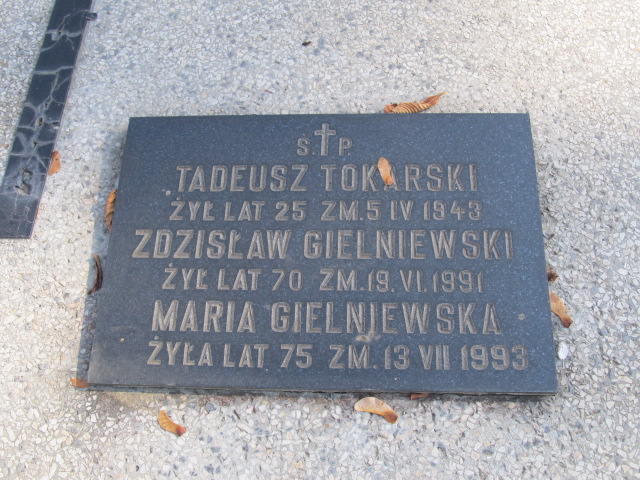 Ś. P.
TADEUSZ TOKARSKI
ŻYŁ LAT 25 ZM. 5 IV 1943
ZDZISŁAW GIELNIEWSKI
ŻYŁ LAT 70 ZM. 19. VI. 1991
MARIA GIELNIEWSKA
ŻYŁA LAT 75 ZM. 13 VII 1993